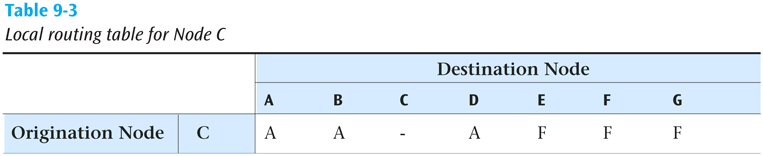 Table 9-3
Local routing table for Node C
Destination Node
A B C D E F G
Origination Node C A A - A F F F